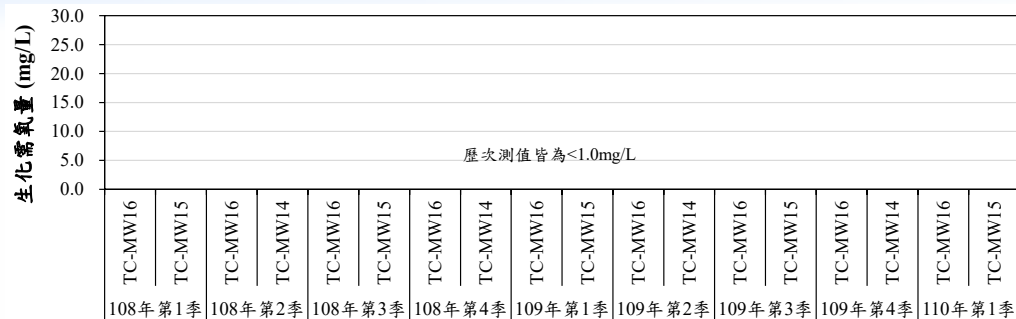 生化需氧量 (mg/L)
30.0
25.0
20.0
15.0
10.0
5.0
0.0
歷次測值皆為<1.0mg/L
TC-MW16
TC-MW15
TC-MW16
TC-MW14
TC-MW16
TC-MW15
TC-MW16
TC-MW14
TC-MW16
TC-MW15
TC-MW16
TC-MW14
TC-MW16
TC-MW15
TC-MW16
TC-MW14
TC-MW16
TC-MW15
108年第1季 108年第2季 108年第3季 108年第4季 109年第1季 109年第2季 109年第3季 109年第4季 110年第1季